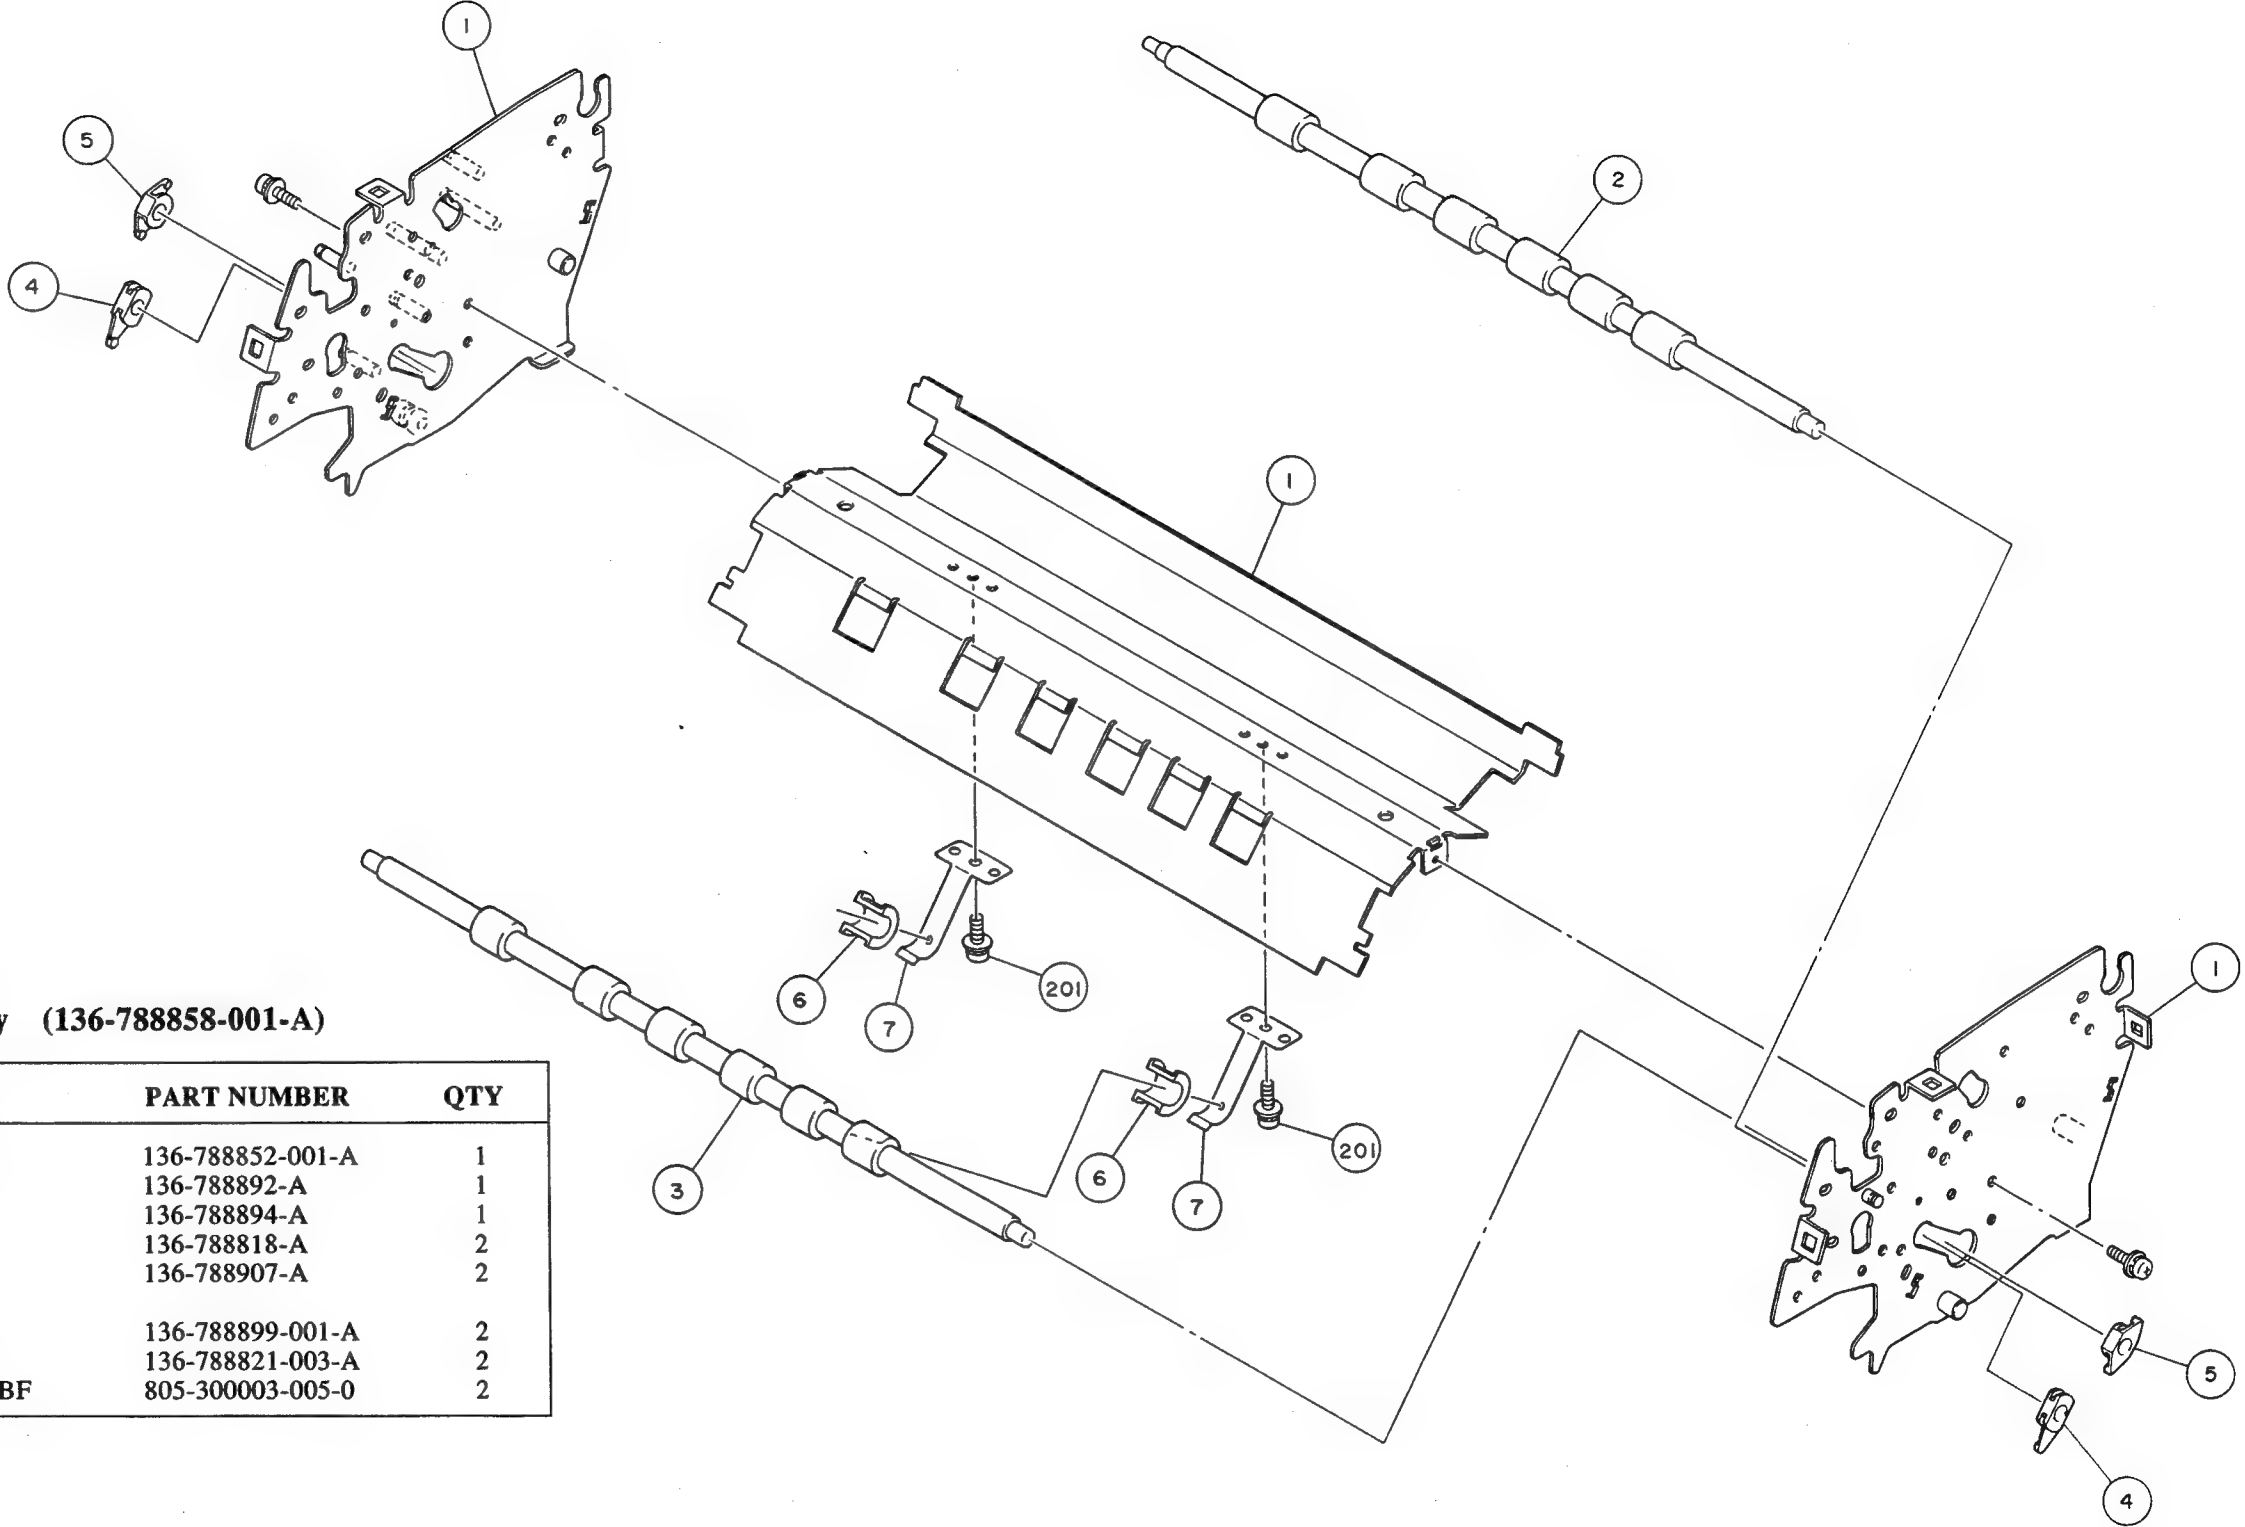 1
5
4
2
1
1
6
7
201
3
6
7
201
5
4
y (136-788858-001-A)
PART NUMBER QTY
136-788852-001-A 1
136-788892-A 1
136-788894-A 1
136-788818-A 2
136-788907-A 2
136-788899-001-A 2
136-788821-003-A 2
BF 805-300003-005-0 2